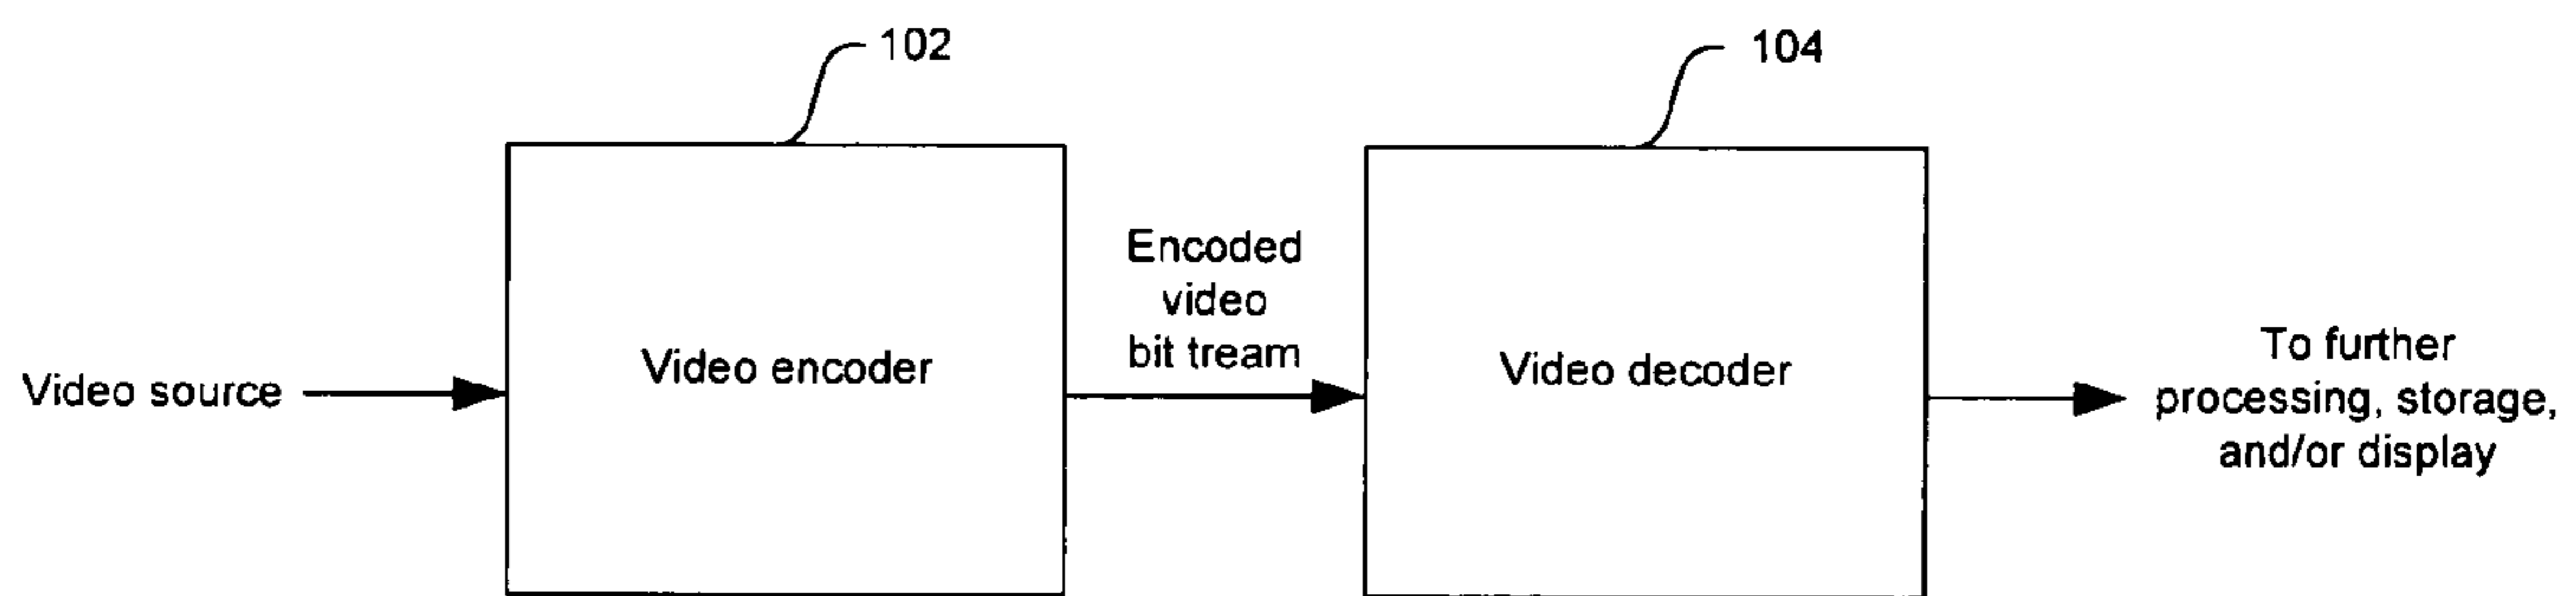 102
104
Video source
Video encoder
Encoded
video
bit tream
Video decoder
To further
processing, storage,
and/or display